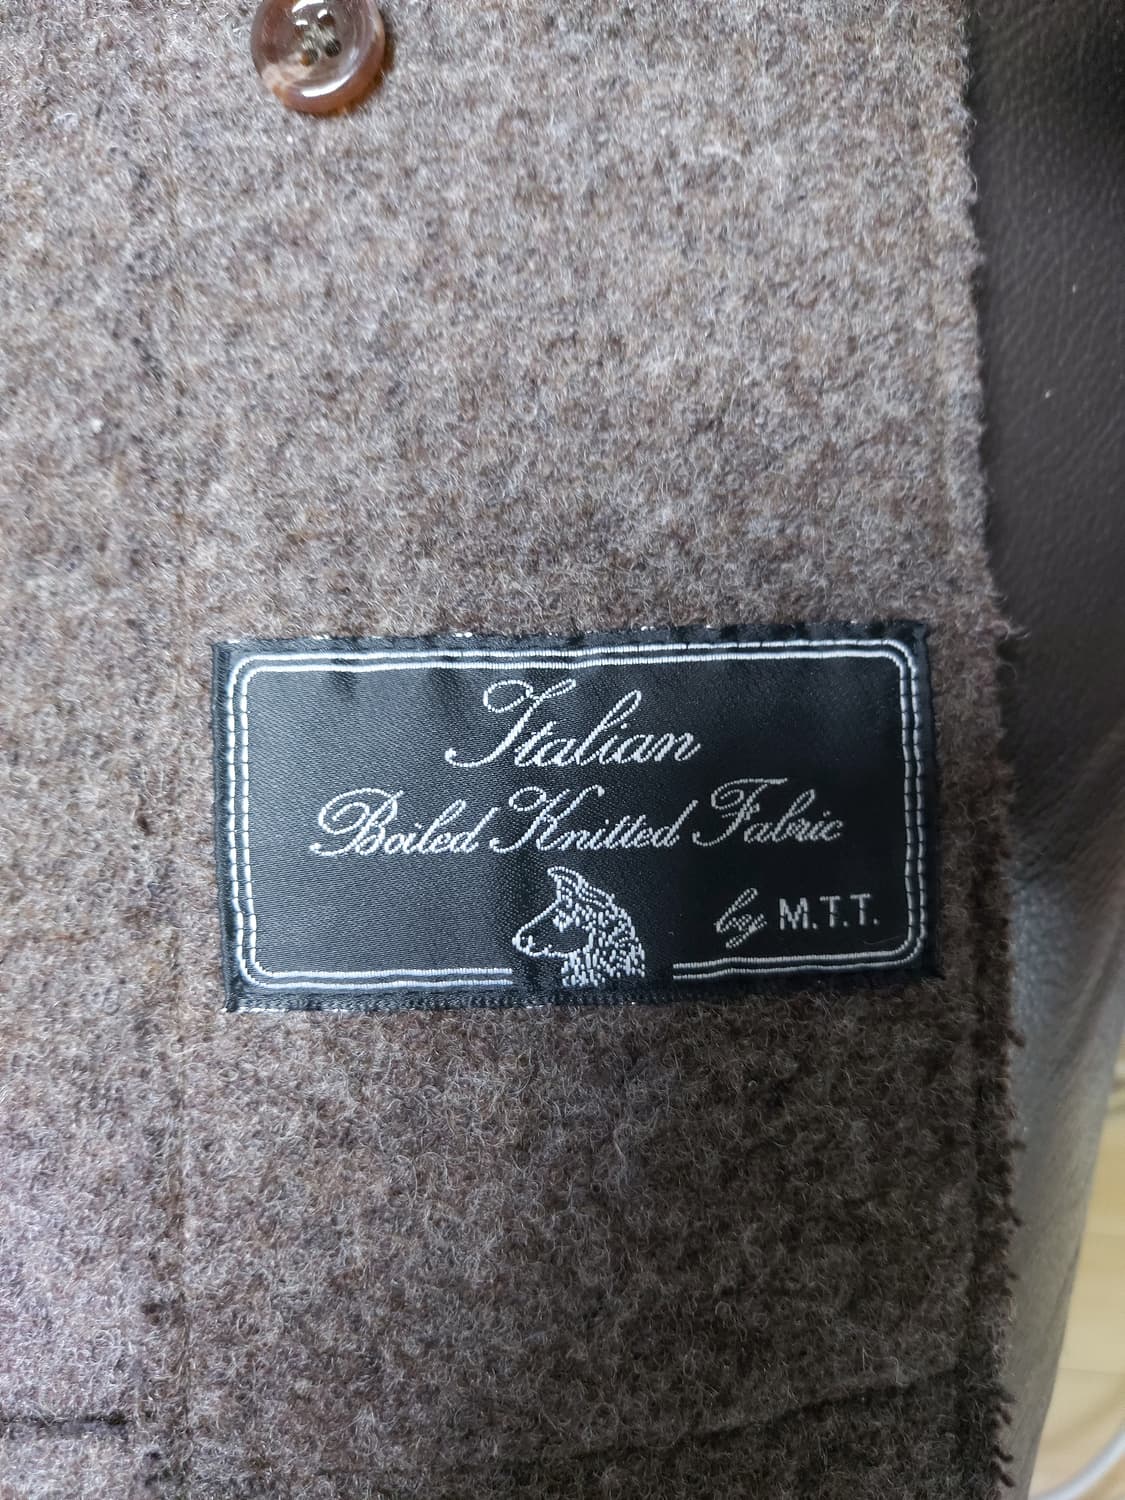 Italian
Boiled Knitted Fabric
by M.T.T.